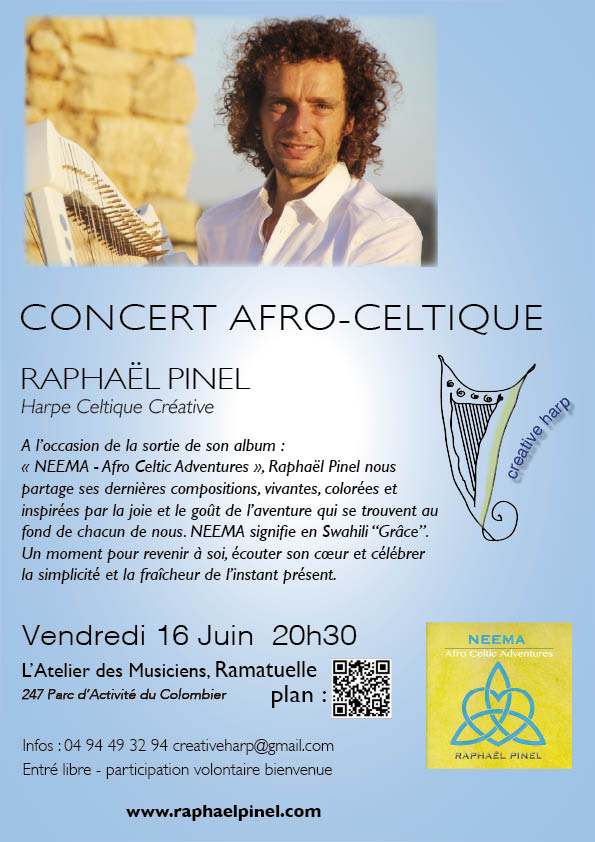 CONCERT AFRO-CELTIQUE
RAPHAËL PINEL
Harpe Celtique Créative
creative harp
A l'occasion de la sortie de son album :
« NEEMA - Afro Celtic Adventures », Raphaël Pinel nous
partage ses dernières compositions, vivantes, colorées et
inspirées par la joie et le goût de l'aventure qui se trouvent au
fond de chacun de nous. NEEMA signifie en Swahili “Grâce”.
Un moment pour revenir à soi, écouter son cœur et célébrer
la simplicité et la fraîcheur de l'instant présent.
Vendredi 16 Juin 20h30
L'Atelier des Musiciens, Ramatuelle
247 Parc d'Activité du Colombier
plan :
NEEMA
Afro Celtic Adventures
RAPHAËL PINEL
Infos : 04 94 49 32 94 creativeharp@gmail.com
Entré libre - participation volontaire bienvenue
www.raphaelpinel.com